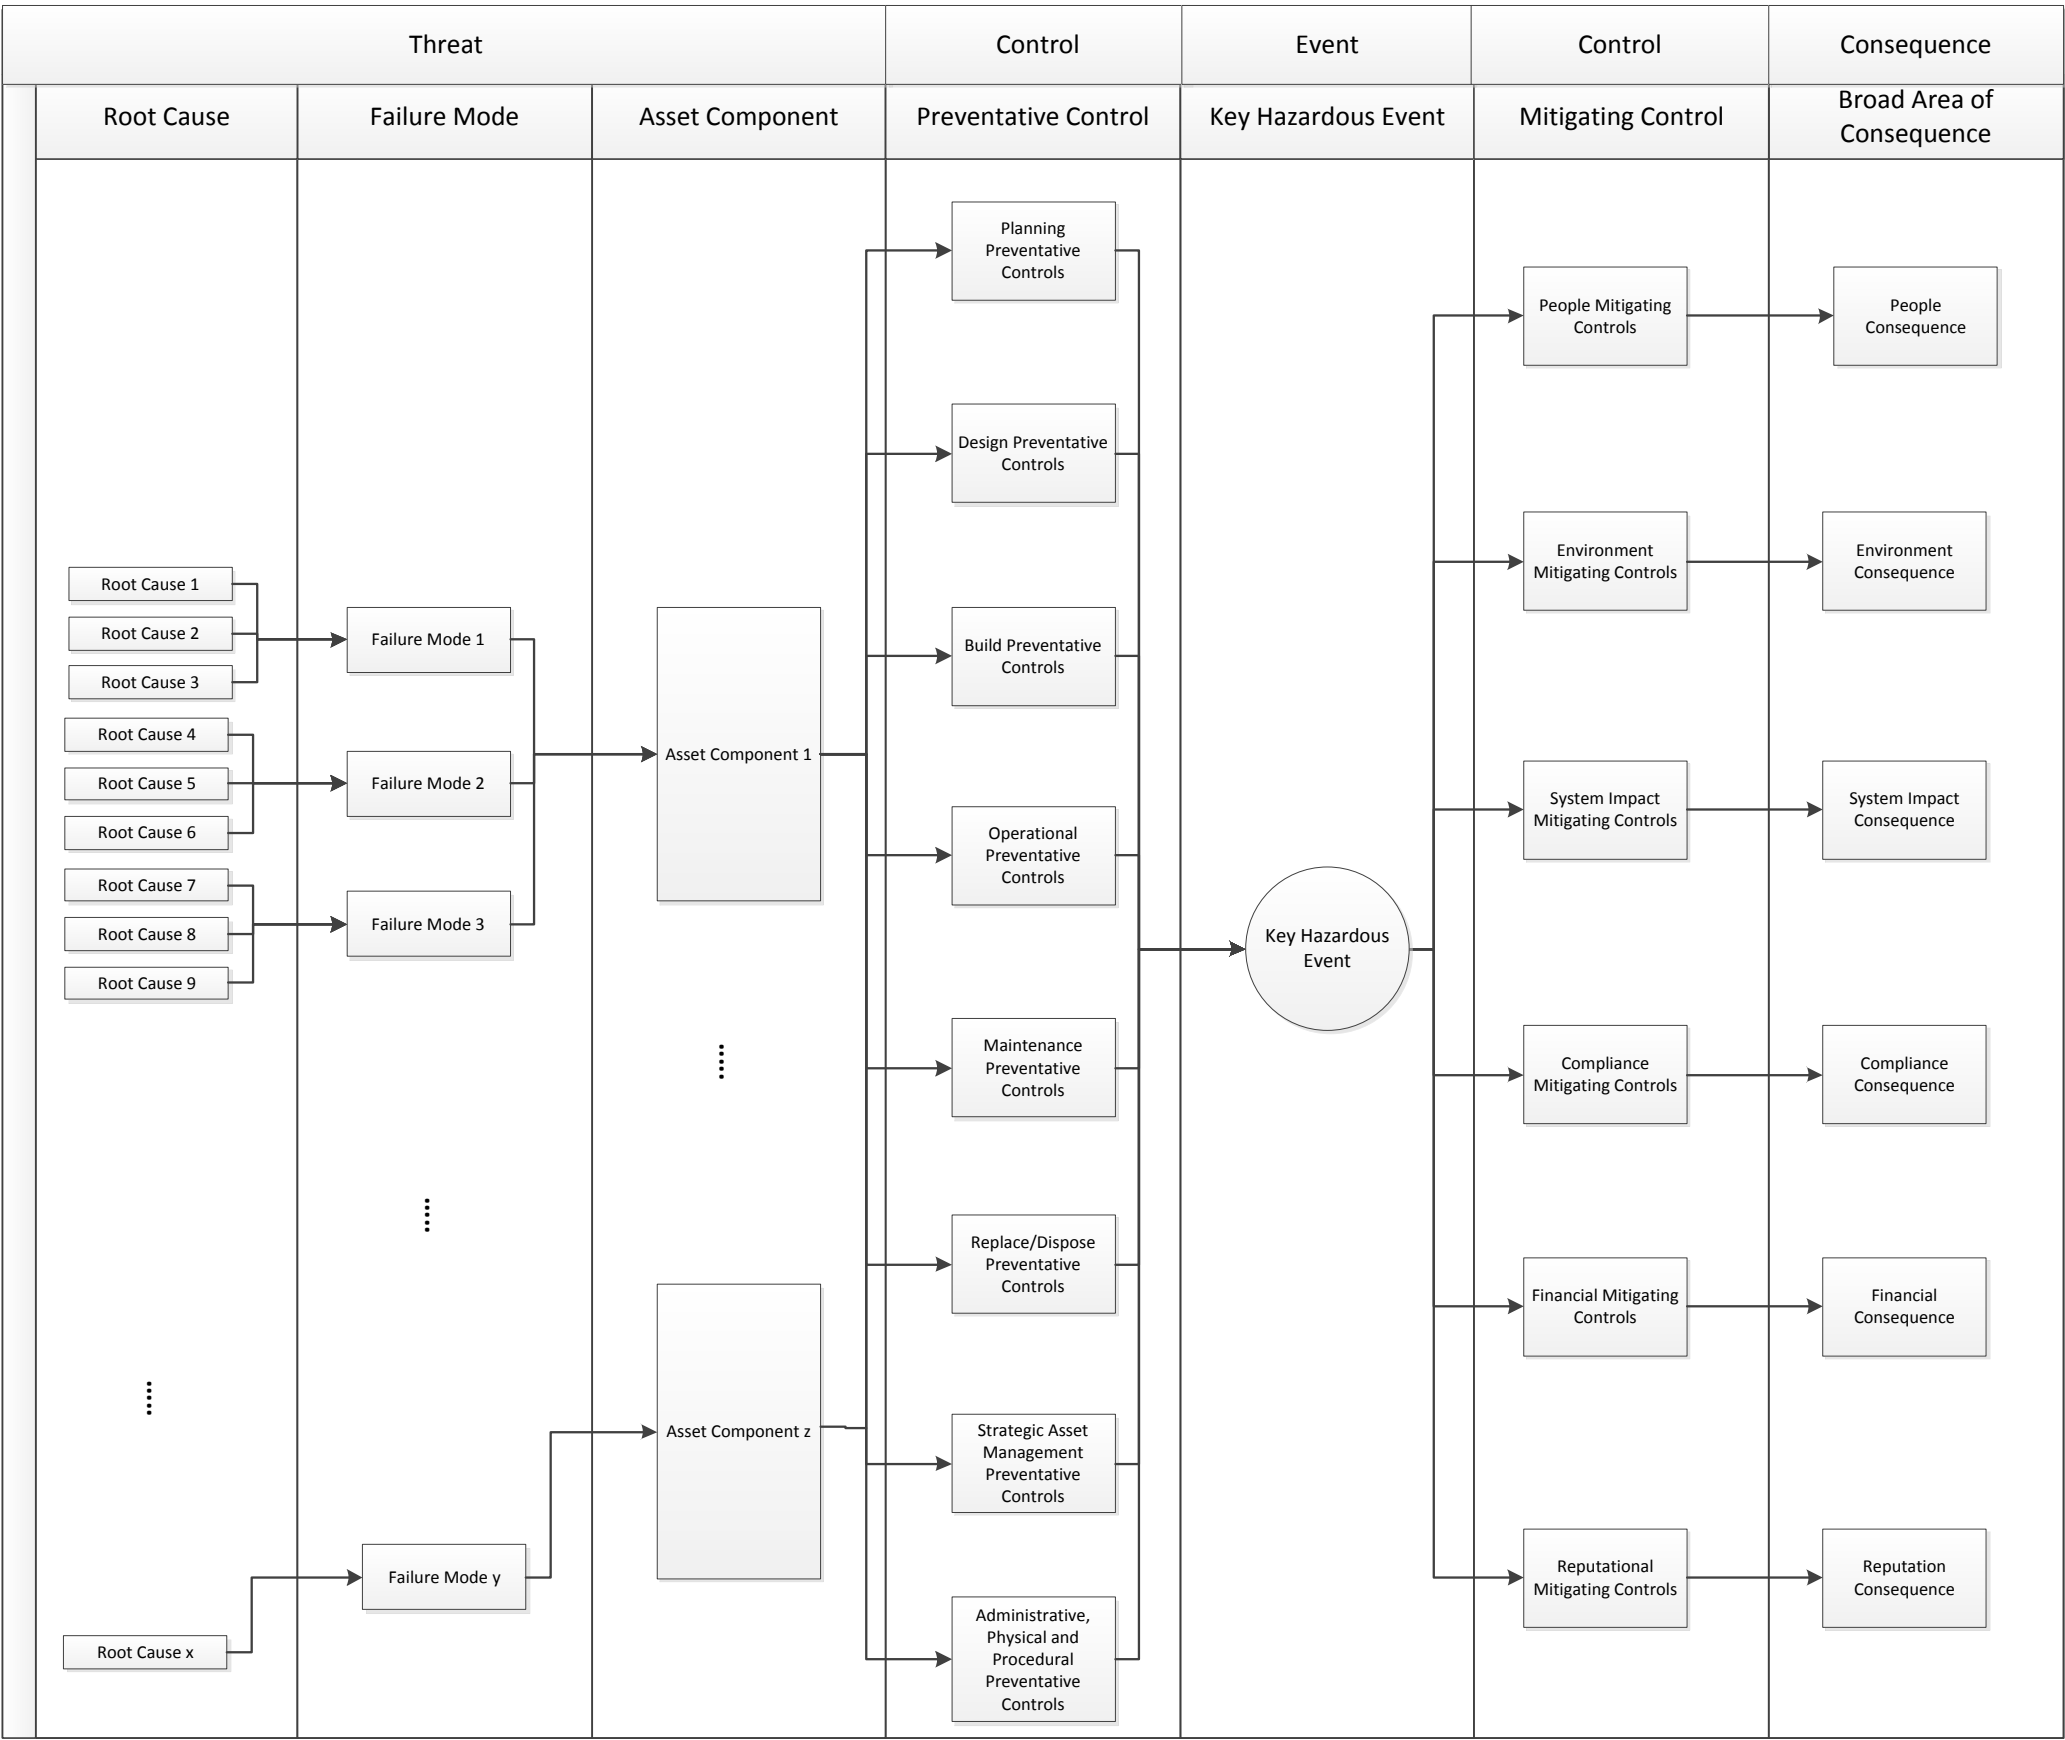 Threat
Control
Event
Control
Consequence
Root Cause
Failure Mode
Asset Component
Preventative Control
Key Hazardous Event
Mitigating Control
Broad Area of
Consequence
Root Cause 1
Root Cause 2
Root Cause 3
Root Cause 4
Root Cause 5
Root Cause 6
Root Cause 7
Root Cause 8
Root Cause 9
Root Cause x
Failure Mode 1
Failure Mode 2
Failure Mode 3
Failure Mode y
Asset Component 1
Asset Component z
Planning
Preventative
Controls
Design Preventative
Controls
Build Preventative
Controls
Operational
Preventative
Controls
Maintenance
Preventative
Controls
Replace/Dispose
Preventative
Controls
Strategic Asset
Management
Preventative
Controls
Administrative,
Physical and
Procedural
Preventative
Controls
Key Hazardous
Event
People Mitigating
Controls
Environment
Mitigating Controls
System Impact
Mitigating Controls
Compliance
Mitigating Controls
Financial Mitigating
Controls
Reputational
Mitigating Controls
People
Consequence
Environment
Consequence
System Impact
Consequence
Compliance
Consequence
Financial
Consequence
Reputation
Consequence